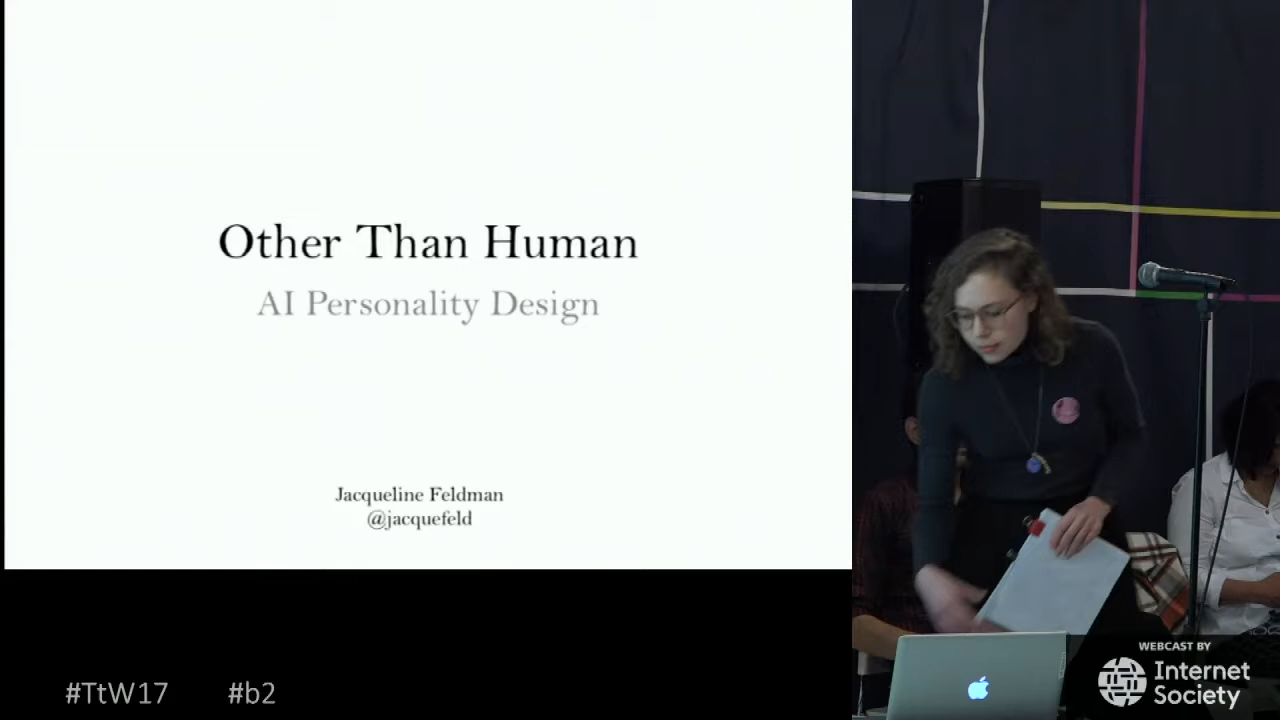 Other Than Human
AI Personality Design
Jacqueline Feldman
@jacquefeld
#TtW17 #b2
WEBCAST BY
Internet
Society